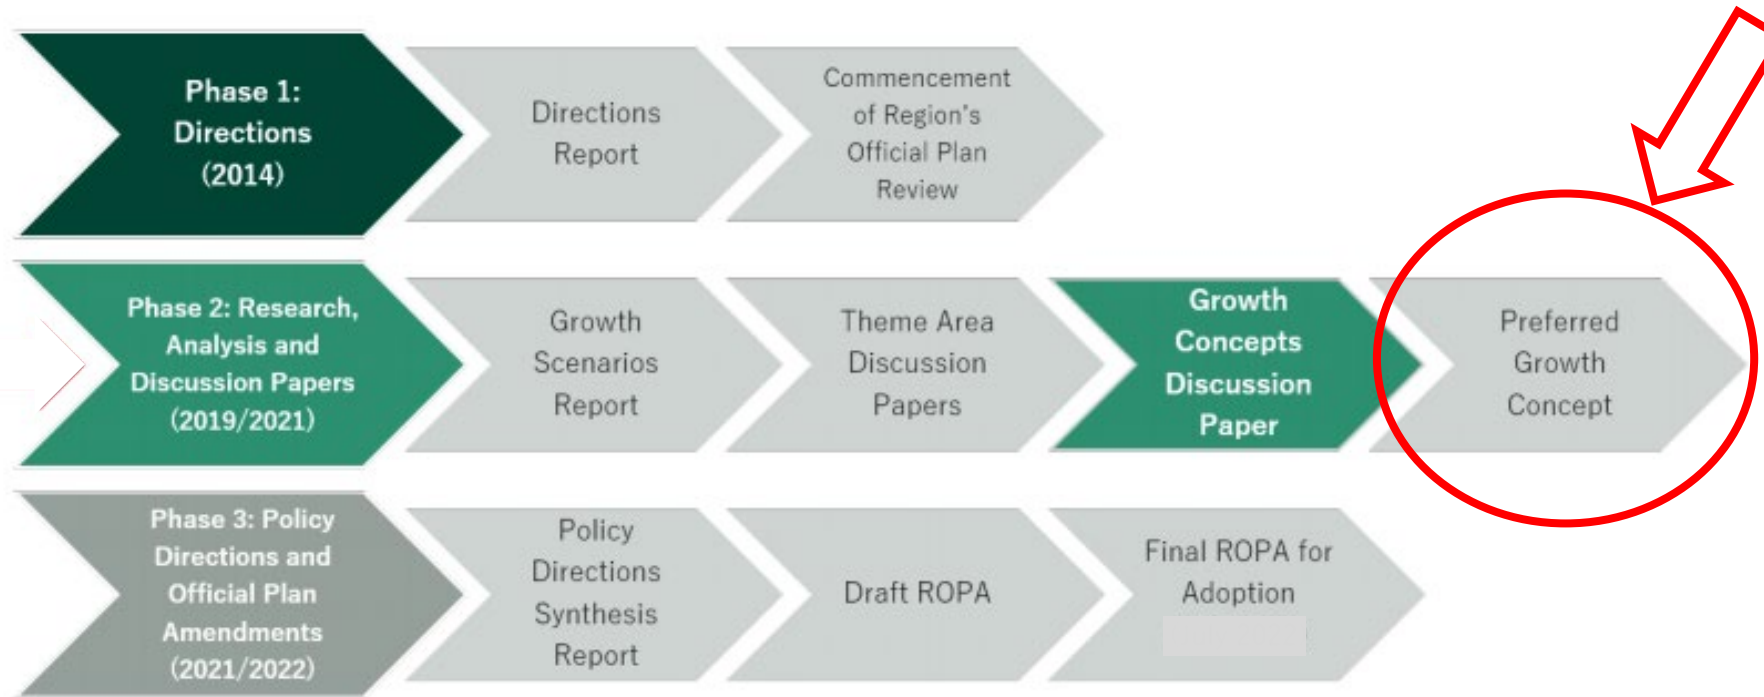 Phase 1:
Directions
(2014)
Directions
Report
Commencement
of Region's
Official Plan
Review
Phase 2: Research,
Analysis and
Discussion Papers
(2019/2021)
Growth
Scenarios
Report
Theme Area
Discussion
Papers
Growth
Concepts
Discussion
Paper
Preferred
Growth
Concept
Phase 3: Policy
Directions and
Official Plan
Amendments
(2021/2022)
Policy
Directions
Synthesis
Report
Draft ROPA
Final ROPA for
Adoption